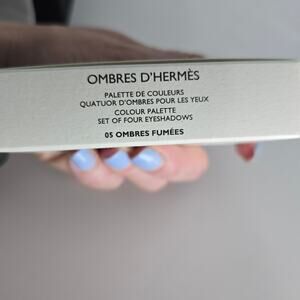 OMBRES D'HERMÈS
PALETTE DE COULEURS
QUATUOR D'OMBRES POUR LES YEUX
COLOUR PALETTE
SET OF FOUR EYESHADOWS
05 OMBRES FUMÉES